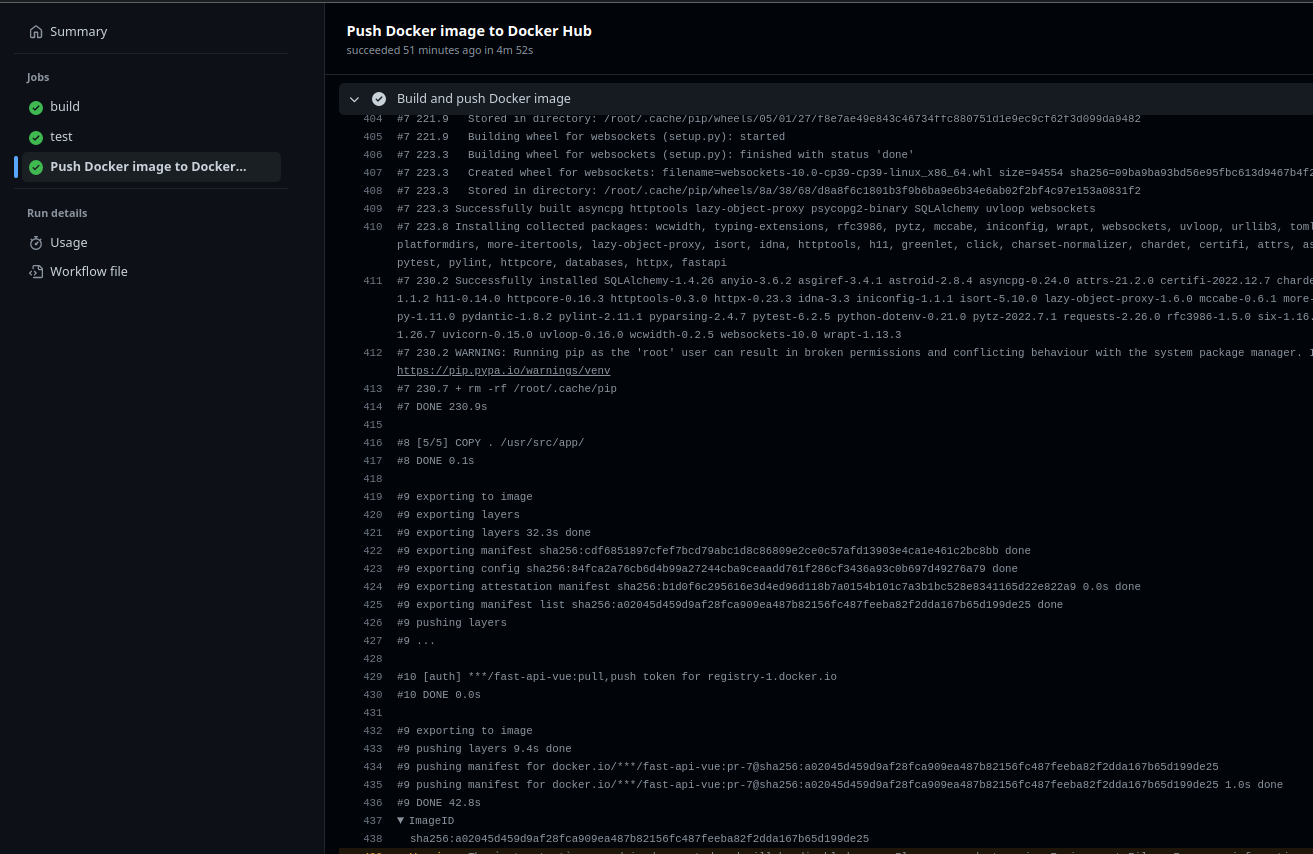 Summary
Jobs
build
test
Push Docker image to Docker...
Run details
Usage
Workflow file
Push Docker image to Docker Hub
succeeded 51 minutes ago in 4m 52s
Build and push Docker image
404 #7 221.9   Stored in directory: /root/.cache/pip/wheels/05/01/27/f8e7ae49e843c46734ffc880751d1e9ec9cf62f3d099da9482
405 #7 221.9   Building wheel for websockets (setup.py): started
406 #7 223.3   Building wheel for websockets (setup.py): finished with status 'done'
407 #7 223.3   Created wheel for websockets: filename=websockets-10.0-cp39-cp39-linux_x86_64.whl size=94554
408 #7 223.3   Stored in directory: /root/.cache/pip/wheels/8a/38/68/d8a8f6c1801b3f9b6ba9e6b34e6ab02f2bf4c97e153a0831f2
409 #7 223.3 Successfully built asyncpg httptools lazy-object-proxy psycopg2-binary SQLAlchemy uvloop websockets
410 #7 223.8 Installing collected packages: wcwidth, typing-extensions, rfc3986, pytz, mccabe, iniconfig, wrapt, websockets, uvloop, urllib3,
platformdirs, more-itertools, lazy-object-proxy, isort, idna, httptools, h11, greenlet, click, charset-normalizer, chardet, certifi, attrs,
pytest, pylint, httpcore, databases, httpx, fastapi
411 #7 230.2 Successfully installed SQLAlchemy-1.4.26 anyio-3.6.2 asgiref-3.4.1 astroid-2.8.4 asyncpg-0.24.0 attrs-21.2.0 certifi-2022.12.7
1.1.2 h11-0.14.0 httpcore-0.16.3 httptools-0.3.0 httpx-0.23.3 idna-3.3 iniconfig-1.1.1 isort-5.10.0 lazy-object-proxy-1.6.0 mccabe-0.6.1 more-
py-1.11.0 pydantic-1.8.2 pylint-2.11.1 pyparsing-2.4.7 pytest-6.2.5 python-dotenv-0.21.0 pytz-2022.7.1 requests-2.26.0 rfc3986-1.5.0 six-1.16.
1.26.7 uvicorn-0.15.0 uvloop-0.16.0 wcwidth-0.2.5 websockets-10.0 wrapt-1.13.3
412 #7 230.2 WARNING: Running pip as the 'root' user can result in broken permissions and conflicting behaviour with the system package manager.
https://pip.pypa.io/warnings/venv
413 #7 230.7 + rm -rf /root/.cache/pip
414 #7 DONE 230.9s
415
416 #8 [5/5] COPY . /usr/src/app/
417 #8 DONE 0.1s
418
419 #9 exporting to image
420 #9 exporting layers
421 #9 exporting layers 32.3s done
422 #9 exporting manifest sha256:cdf6851897cfef7bcd79abc1d8c86809e2ce0c57afd13903e4ca1e461c2bc8bb done
423 #9 exporting config sha256:84fca2a76cb6d4b99a27244cba9ceaadd761f286cf3436a93c0b697d49276a79 done
424 #9 exporting attestation manifest sha256:b1d0f6c295616e3d4ed96d118b7a0154b101c7a3b1bc528e8341165d22e822a9 0.0s done
425 #9 exporting manifest list sha256:a02045d459d9af28fca909ea487b82156fc487feeba82f2dda167b65d199de25 done
426 #9 pushing layers
427 #9 ...
428
429 #10 [auth] ***/fast-api-vue:pull,push token for registry-1.docker.io
430 #10 DONE 0.0s
431
432 #9 exporting to image
433 #9 pushing layers 9.4s done
434 #9 pushing manifest for docker.io/***/fast-api-vue:pr-7@sha256:a02045d459d9af28fca909ea487b82156fc487feeba82f2dda167b65d199de25
435 #9 pushing manifest for docker.io/***/fast-api-vue:pr-7@sha256:a02045d459d9af28fca909ea487b82156fc487feeba82f2dda167b65d199de25 1.0s done
436 #9 DONE 42.8s
437 ▼ ImageID
438 sha256:a02045d459d9af28fca909ea487b82156fc487feeba82f2dda167b65d199de25